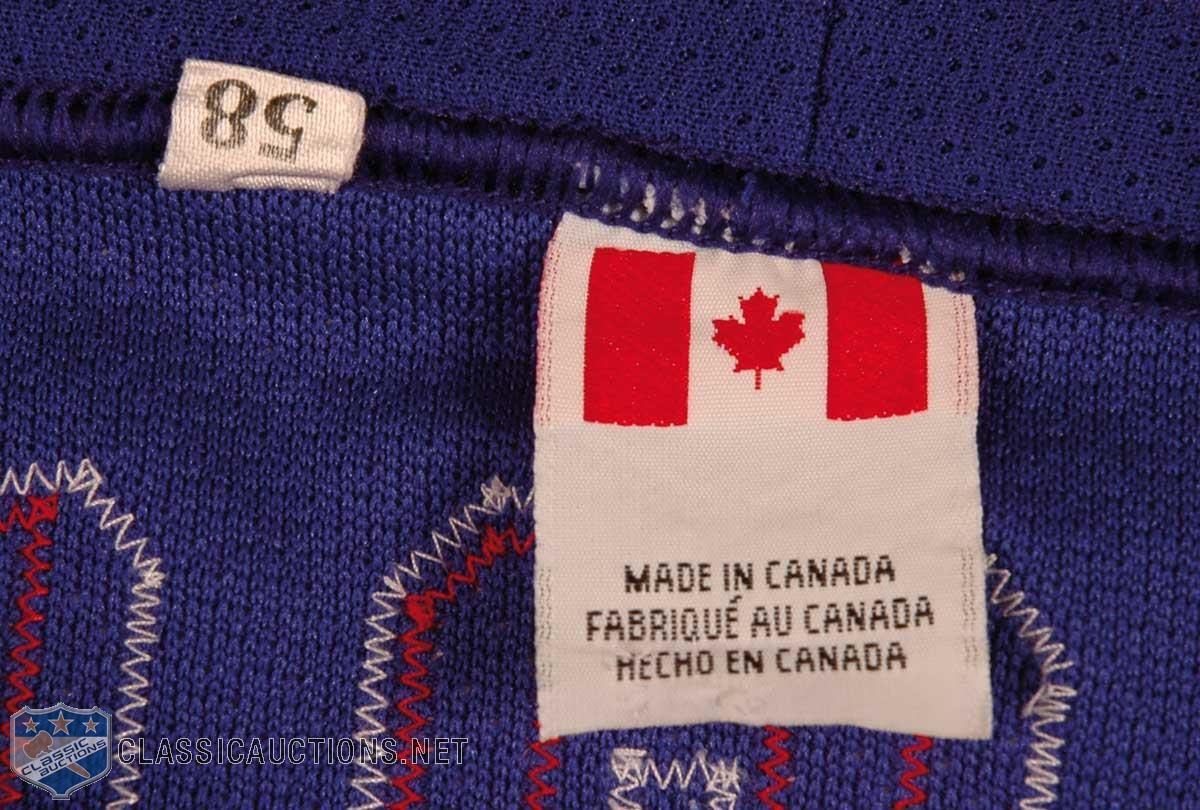 58
MADE IN CANADA
FABRIQUÉ AU CANADA
HECHO EN CANADA
CLASSIC
AUCTIONS
CLASSICAUCTIONS.NET